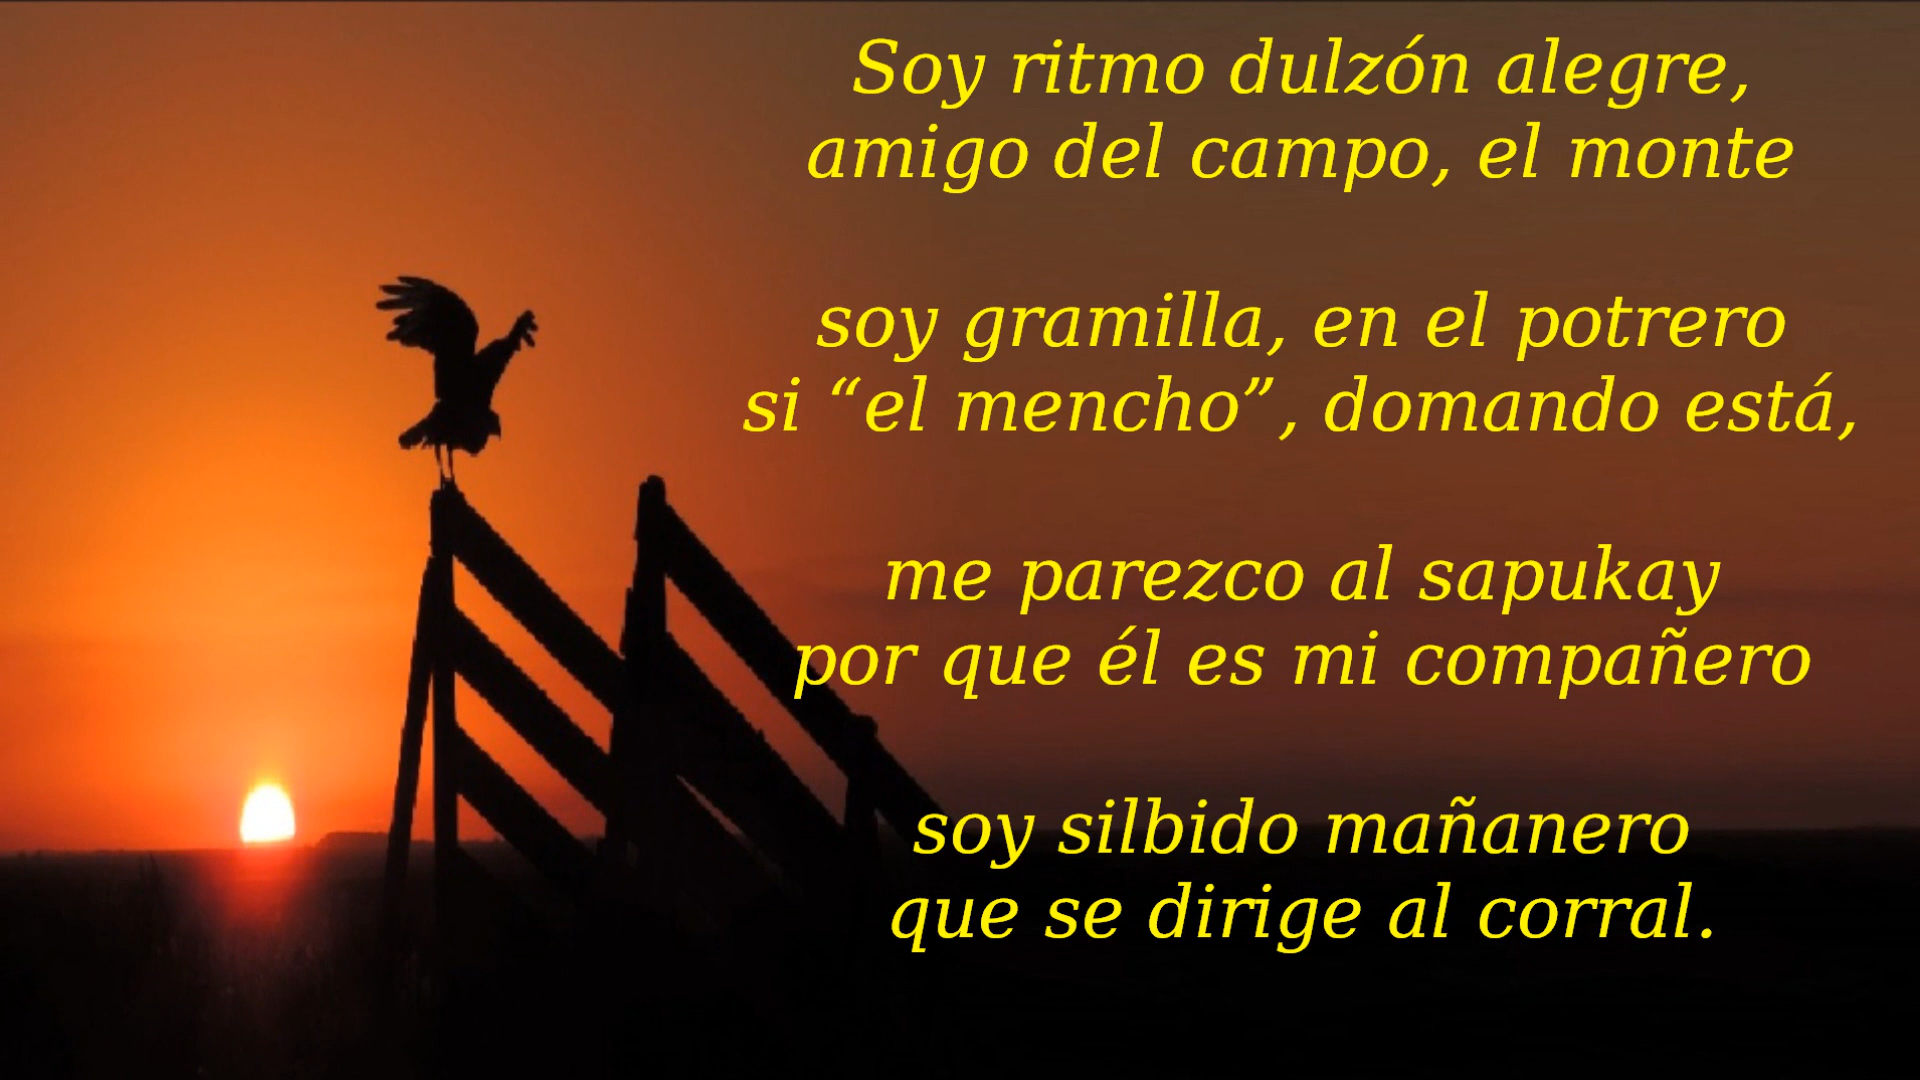 Soy ritmo dulzón alegre,
amigo del campo, el monte
soy gramilla, en el potrero
si “el mencho”, domando está,
me parezco al sapukay
por que él es mi compañero
soy silbido mañanero
que se dirige al corral.